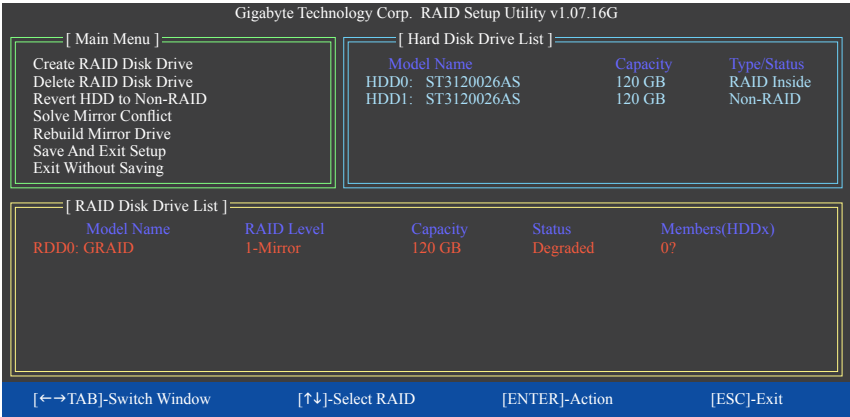 Gigabyte Technology Corp. RAID Setup Utility v1.07.16G
[ Main Menu ]
Create RAID Disk Drive
Delete RAID Disk Drive
Revert HDD to Non-RAID
Solve Mirror Conflict
Rebuild Mirror Drive
Save And Exit Setup
Exit Without Saving
[ Hard Disk Drive List ]
Model Name Capacity Type/Status
HDD0: ST3120026AS 120 GB RAID Inside
HDD1: ST3120026AS 120 GB Non-RAID
[ RAID Disk Drive List ]
Model Name RAID Level Capacity Status Members(HDDx)
RDD0: GRAID 1-Mirror 120 GB Degraded 0?
[←→TAB]-Switch Window [↑↓]-Select RAID [ENTER]-Action [ESC]-Exit